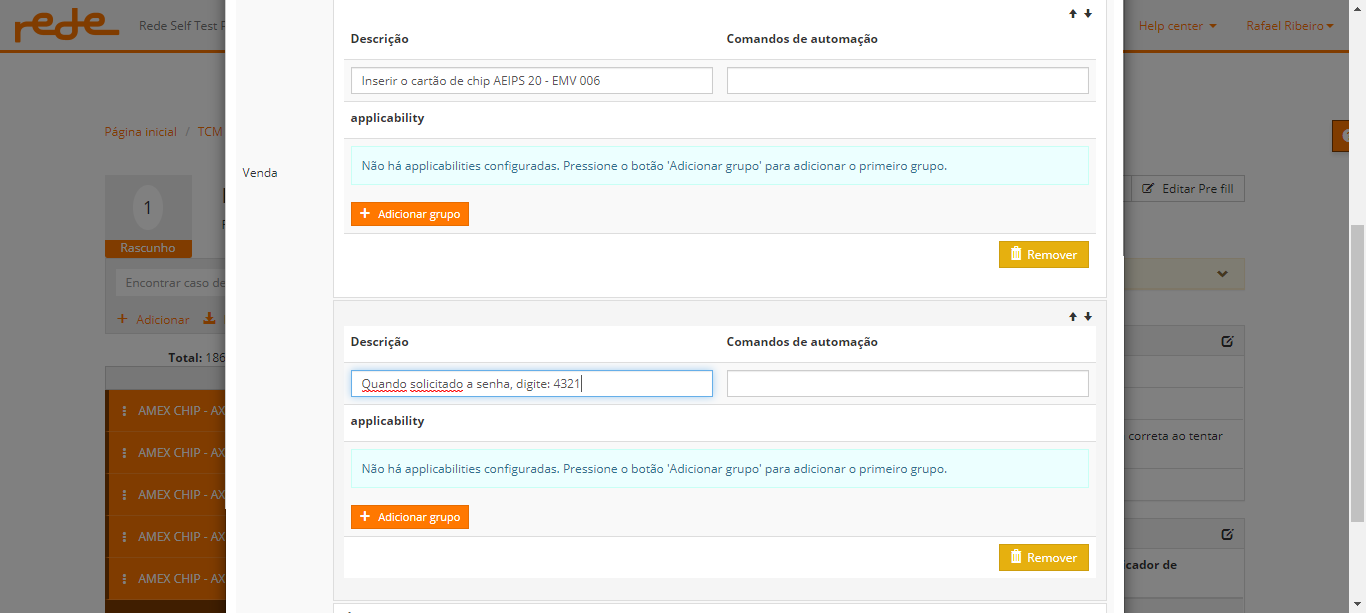 rede
Rede Self Test
Help center
Rafael Ribeiro
Página inicial / TCM
1
Rascunho
Encontrar caso de
Adicionar
Total: 186
AMEX CHIP - AX
AMEX CHIP - AX
AMEX CHIP - AX
AMEX CHIP - AX
AMEX CHIP - AX
Venda
Descrição
Comandos de automação
Inserir o cartão de chip AEIPS 20 - EMV 006
applicability
Não há applicabilities configuradas. Pressione o botão 'Adicionar grupo' para adicionar o primeiro grupo.
+ Adicionar grupo
Remover
Descrição
Comandos de automação
Quando solicitado a senha, digite: 4321
applicability
Não há applicabilities configuradas. Pressione o botão 'Adicionar grupo' para adicionar o primeiro grupo.
+ Adicionar grupo
Remover
Editar Pre fill
correta ao tentar
cador de